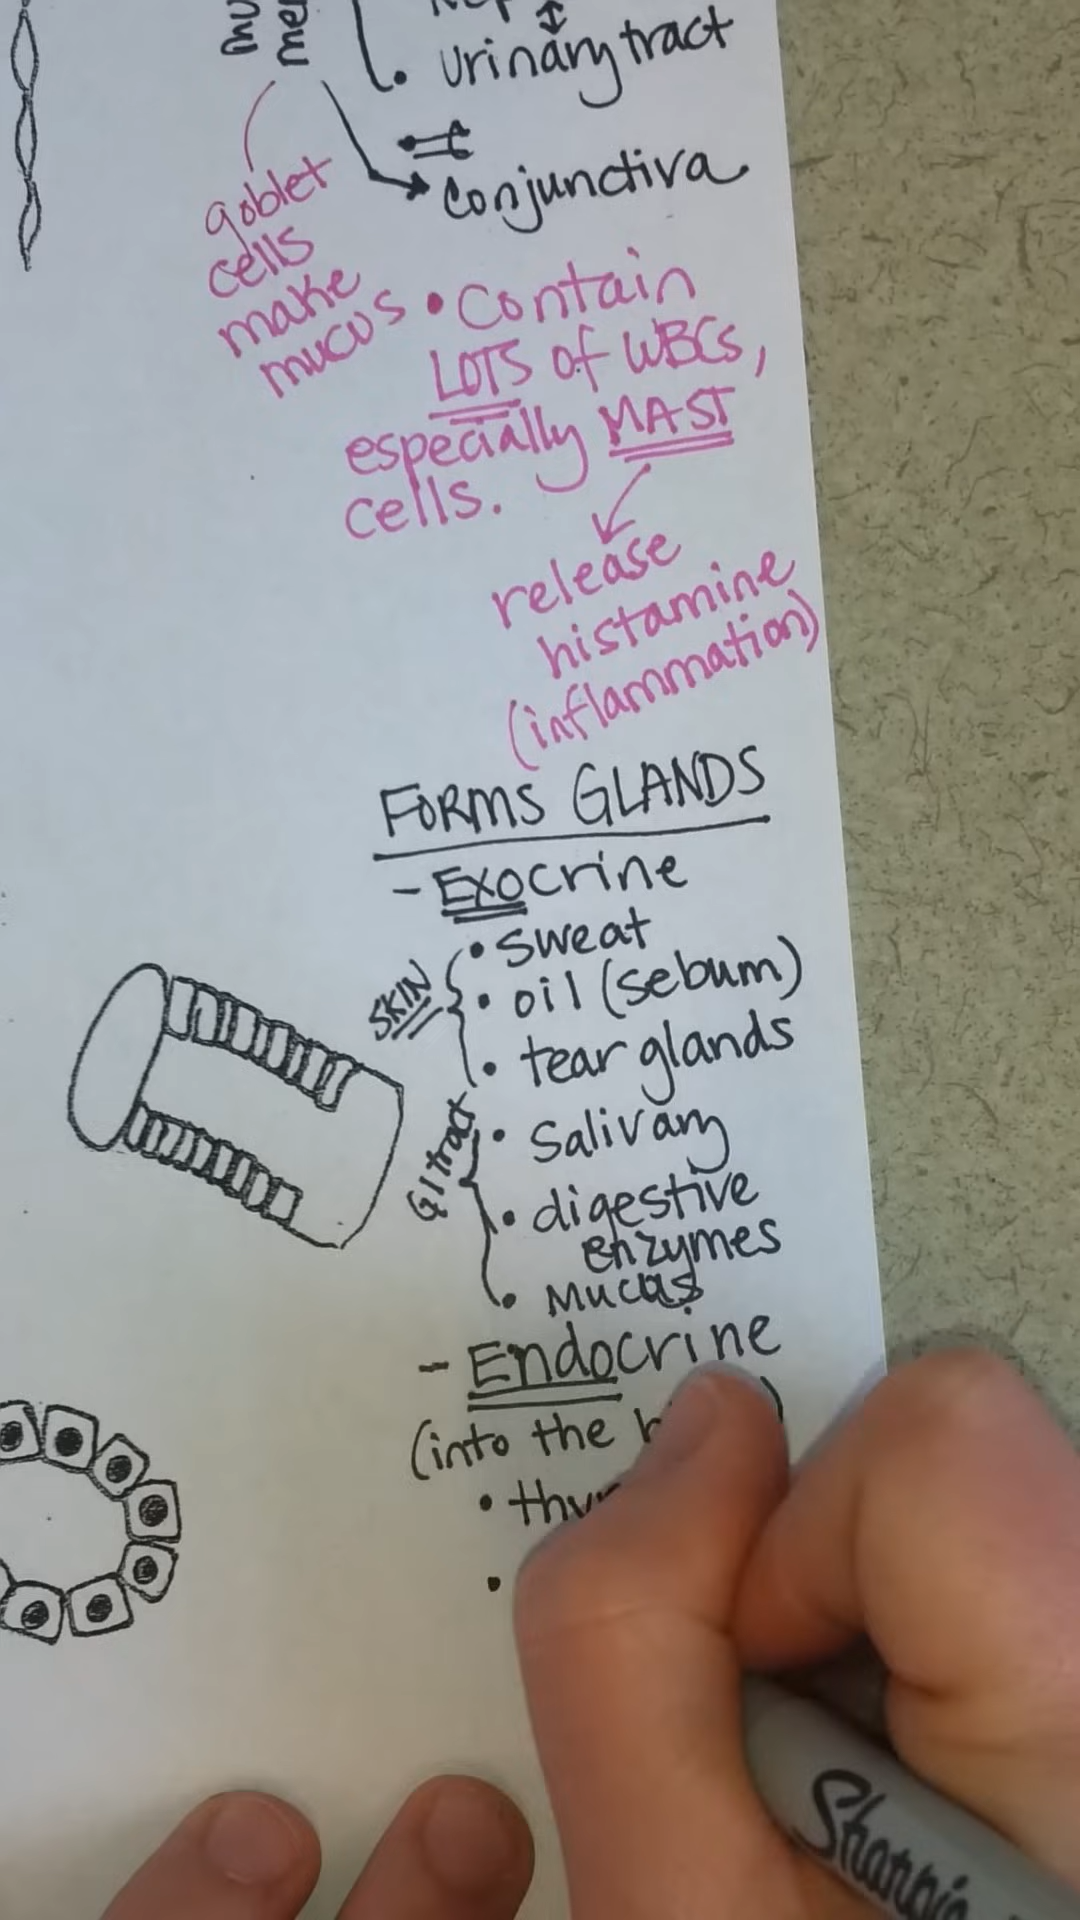 urinary tract
conjunctiva
goblet
cells
make
mucus
• Contain
LOTS of WBCs,
especially MAST
cells.
release
histamine
(inflammation)
FORMS GLANDS
- Exocrine
SKIN
• sweat
• oil (sebum)
• tear glands
GI tract
• Salivary
• digestive
enzymes
• Mucus
- Endocrine
(into the
•
•
Sharpie